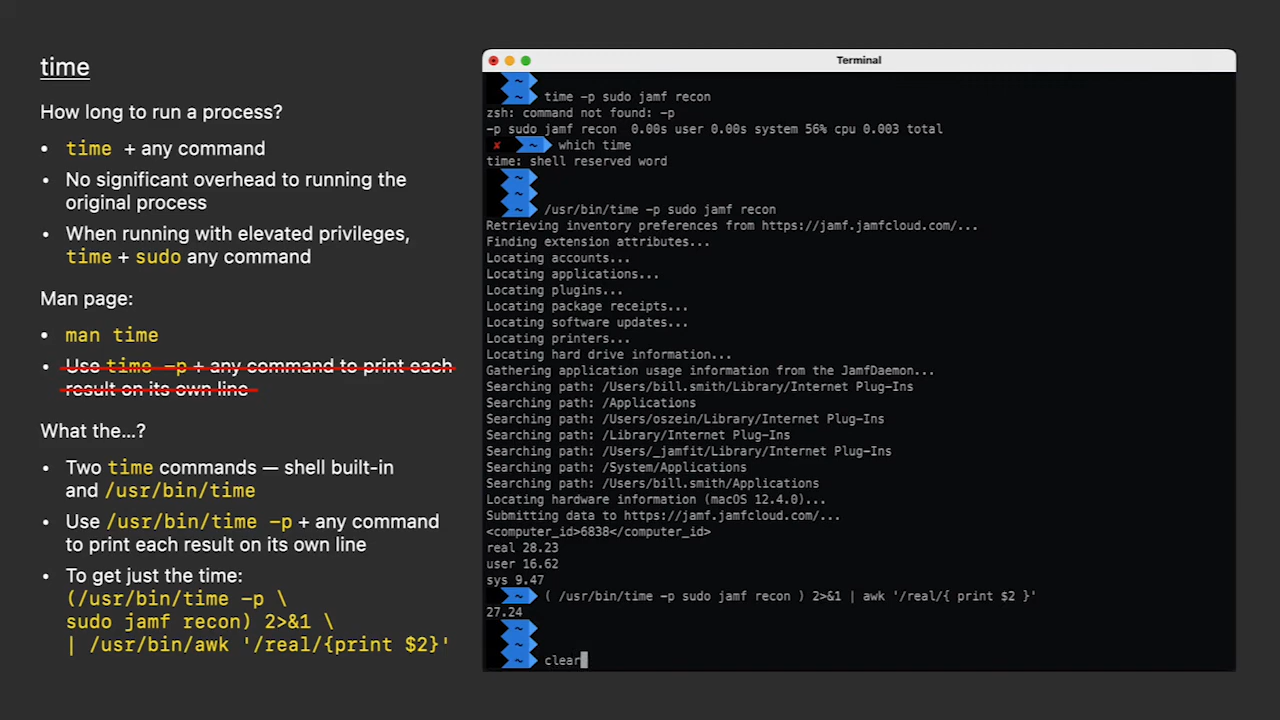 time
How long to run a process?
• time + any command
• No significant overhead to running the
original process
• When running with elevated privileges,
time + sudo any command
Man page:
• man time
• Use time -p + any command to print each
result on its own line
What the…?
• Two time commands — shell built-in
and /usr/bin/time
• Use /usr/bin/time -p + any command
to print each result on its own line
• To get just the time:
(/usr/bin/time -p \
sudo jamf recon) 2>&1 \
| /usr/bin/awk '/real/{print $2}'
Terminal
~
~ time -p sudo jamf recon
zsh: command not found: -p
-p sudo jamf recon  0.00s user 0.00s system 56% cpu 0.003 total
✘ ~ which time
time: shell reserved word
~
~
~ /usr/bin/time -p sudo jamf recon
Retrieving inventory preferences from https://jamf.jamfcloud.com/...
Finding extension attributes...
Locating accounts...
Locating applications...
Locating plugins...
Locating package receipts...
Locating software updates...
Locating printers...
Locating hard drive information...
Gathering application usage information from the JamfDaemon...
Searching path: /Users/bill.smith/Library/Internet Plug-Ins
Searching path: /Applications
Searching path: /Users/oszein/Library/Internet Plug-Ins
Searching path: /Library/Internet Plug-Ins
Searching path: /Users/_jamfit/Library/Internet Plug-Ins
Searching path: /System/Applications
Searching path: /Users/bill.smith/Applications
Locating hardware information (macOS 12.4.0)...
Submitting data to https://jamf.jamfcloud.com/...
<computer_id>6838</computer_id>
real 28.23
user 16.62
sys 9.47
~ ( /usr/bin/time -p sudo jamf recon ) 2>&1 | awk '/real/{ print $2 }'
27.24
~
~
~ clear